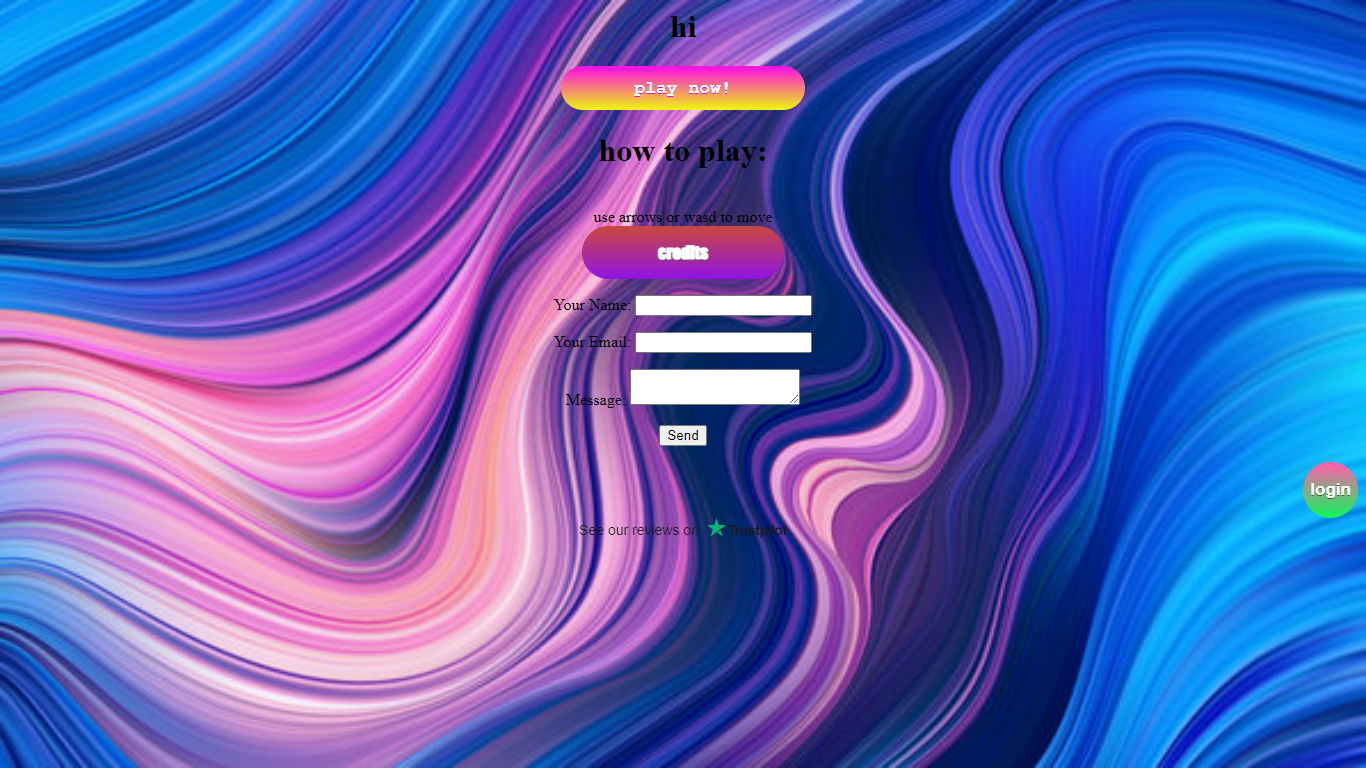 hi
play now!
how to play:
use arrows or wasd to move
credits
Your Name:
Your Email:
Message:
Send
login
See our reviews on ★ Trustpilot